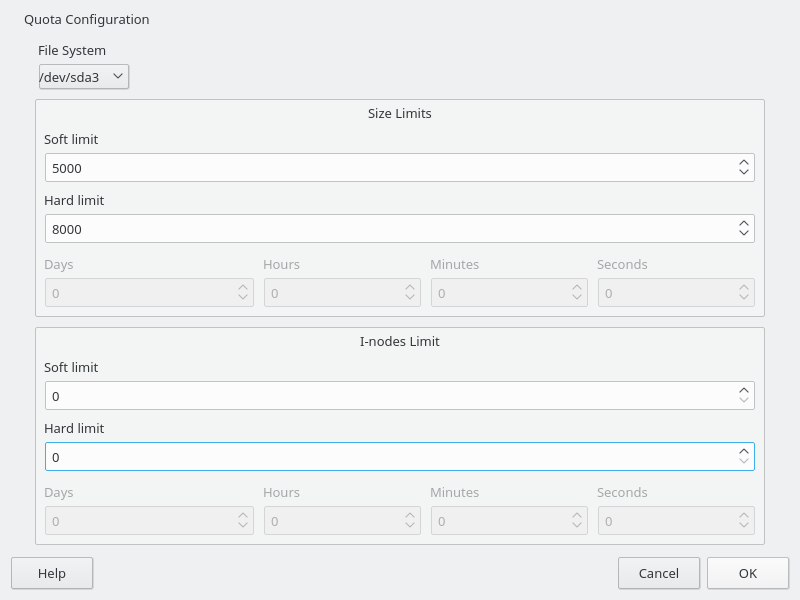 Quota Configuration
File System
/dev/sda3
Size Limits
Soft limit
5000
Hard limit
8000
Days Hours Minutes Seconds
0 0 0 0
I-nodes Limit
Soft limit
0
Hard limit
0
Days Hours Minutes Seconds
0 0 0 0
Help Cancel OK